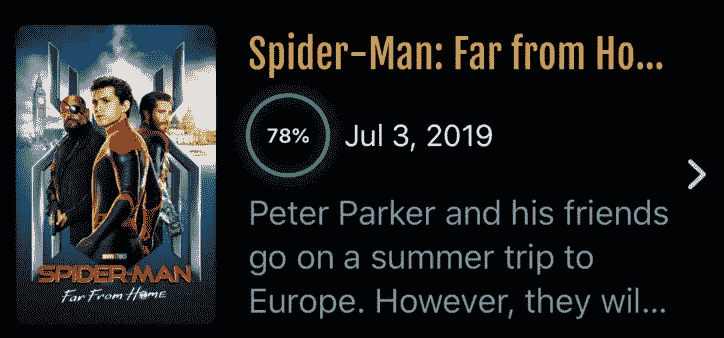 Spider-Man: Far from Ho...
78%
Jul 3, 2019
Peter Parker and his friends
go on a summer trip to
Europe. However, they wil...
SPIDER-MAN
Far From Home